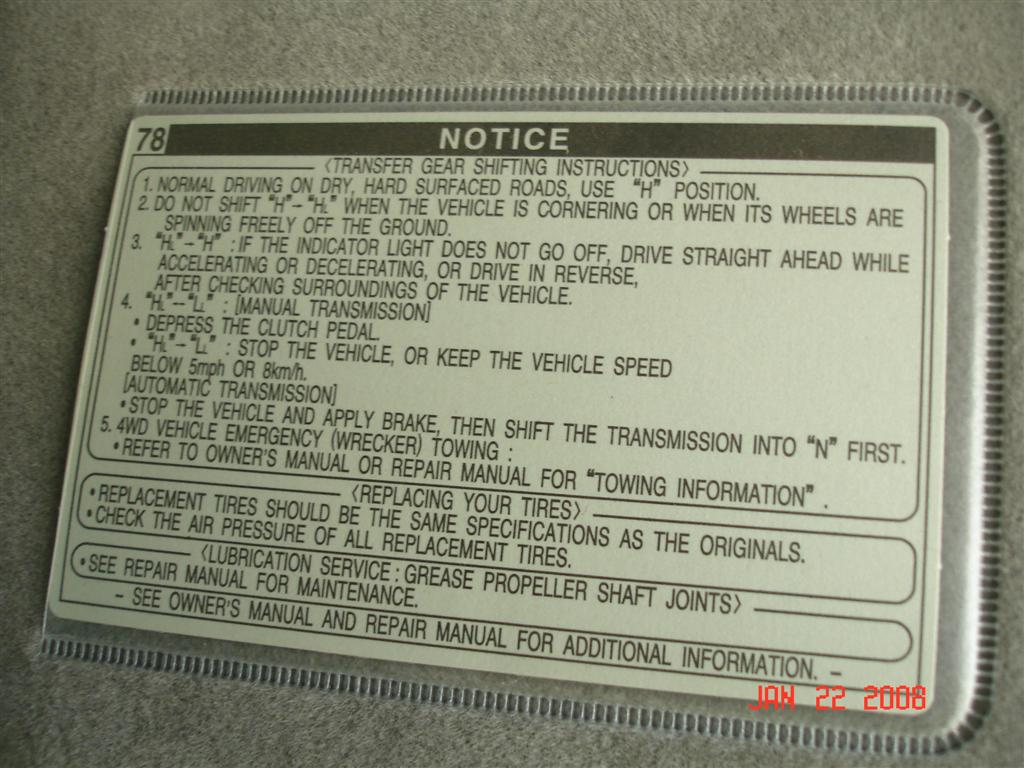 78 NOTICE
<TRANSFER GEAR SHIFTING INSTRUCTIONS>
1. NORMAL DRIVING ON DRY, HARD SURFACED ROADS, USE "H" POSITION.
2. DO NOT SHIFT "H"-"HL" WHEN THE VEHICLE IS CORNERING OR WHEN ITS WHEELS ARE
SPINNING FREELY OFF THE GROUND.
3. "HL"→"H" : IF THE INDICATOR LIGHT DOES NOT GO OFF, DRIVE STRAIGHT AHEAD WHILE
ACCELERATING OR DECELERATING, OR DRIVE IN REVERSE,
AFTER CHECKING SURROUNDINGS OF THE VEHICLE.
4. "HL"-"LL" : [MANUAL TRANSMISSION]
• DEPRESS THE CLUTCH PEDAL.
• "HL"→"LL" : STOP THE VEHICLE, OR KEEP THE VEHICLE SPEED
BELOW 5mph OR 8km/h.
[AUTOMATIC TRANSMISSION]
• STOP THE VEHICLE AND APPLY BRAKE, THEN SHIFT THE TRANSMISSION INTO "N" FIRST.
5. 4WD VEHICLE EMERGENCY (WRECKER) TOWING :
• REFER TO OWNER'S MANUAL OR REPAIR MANUAL FOR "TOWING INFORMATION".
<REPLACING YOUR TIRES>
• REPLACEMENT TIRES SHOULD BE THE SAME SPECIFICATIONS AS THE ORIGINALS.
• CHECK THE AIR PRESSURE OF ALL REPLACEMENT TIRES.
<LUBRICATION SERVICE : GREASE PROPELLER SHAFT JOINTS>
• SEE REPAIR MANUAL FOR MAINTENANCE.
- SEE OWNER'S MANUAL AND REPAIR MANUAL FOR ADDITIONAL INFORMATION. -
JAN 22 2008